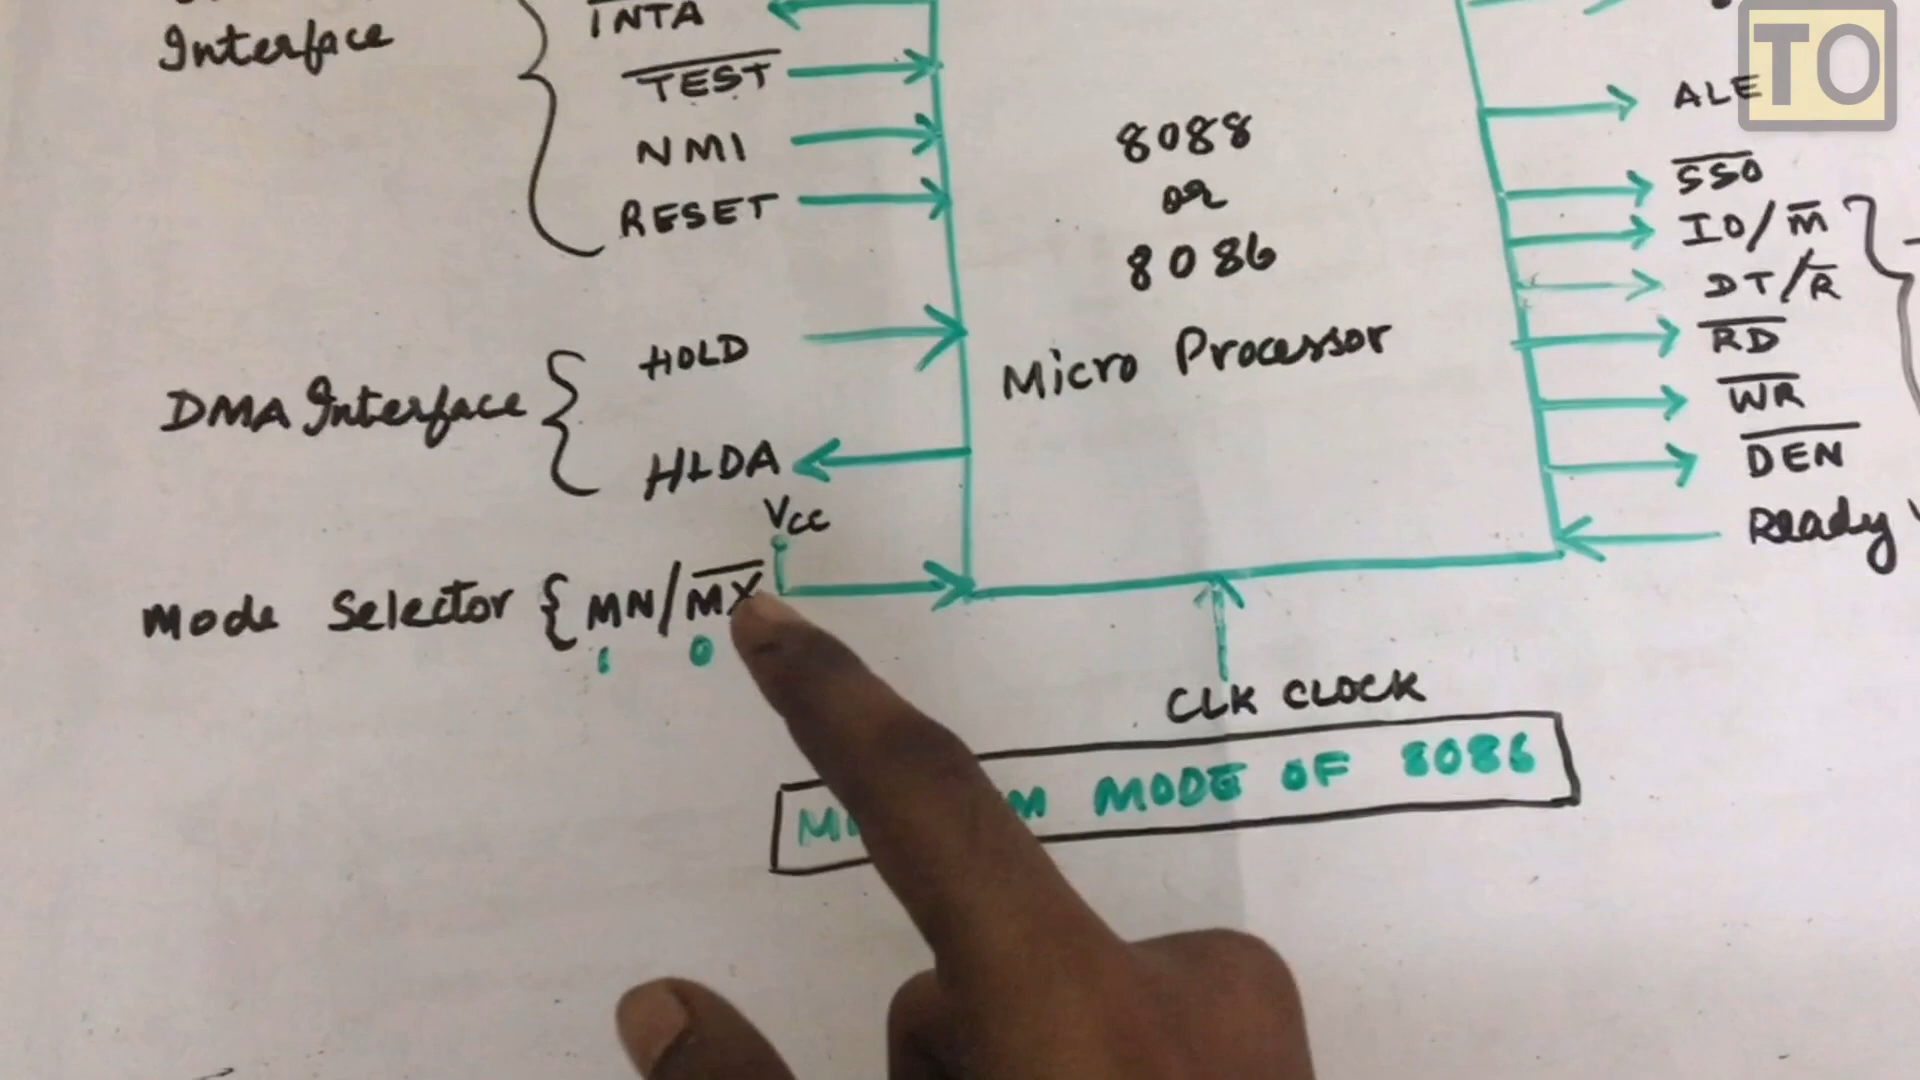 Interface
INTA
TEST
NMI
RESET
DMA Interface { HOLD
HLDA
Vcc
Mode Selector { MN/MX
1 0
8088
or
8086
Micro Processor
ALE
SSO
IO/M
DT/R
RD
WR
DEN
Ready
CLK CLOCK
MODE OF 8086
TO